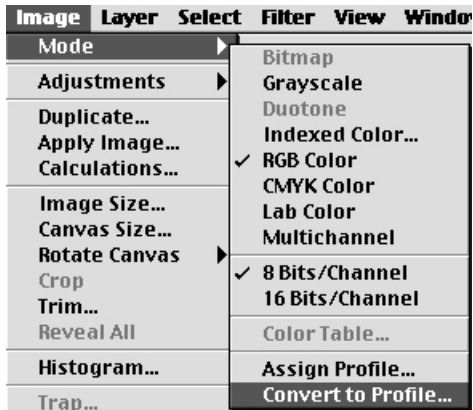 Image Layer Select Filter View Windo
Mode
Adjustments
Duplicate...
Apply Image...
Calculations...
Image Size...
Canvas Size...
Rotate Canvas
Crop
Trim...
Reveal All
Histogram...
Trap...
Bitmap
Grayscale
Duotone
Indexed Color...
✓ RGB Color
CMYK Color
Lab Color
Multichannel
✓ 8 Bits/Channel
16 Bits/Channel
Color Table...
Assign Profile...
Convert to Profile...